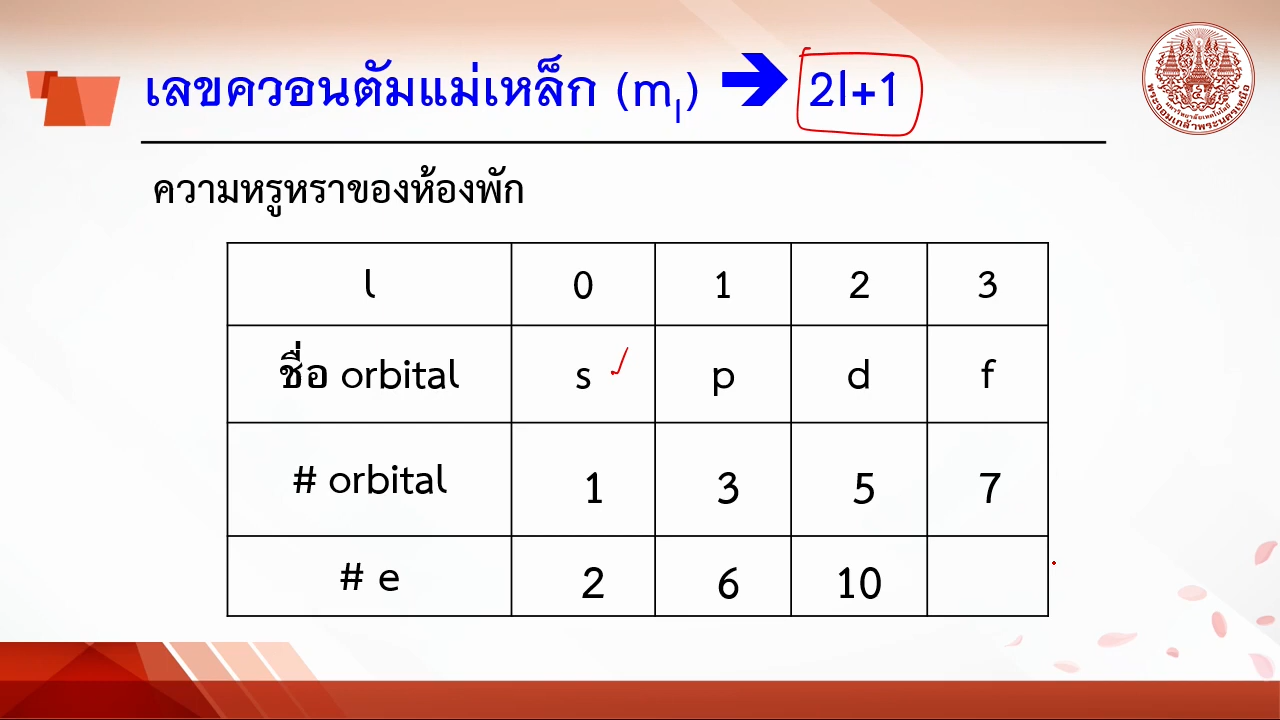 เลขควอนตัมแม่เหล็ก (ml) → 2l+1
ความหรูหราของห้องพัก
l 0 1 2 3
ชื่อ orbital s p d f
# orbital 1 3 5 7
# e 2 6 10